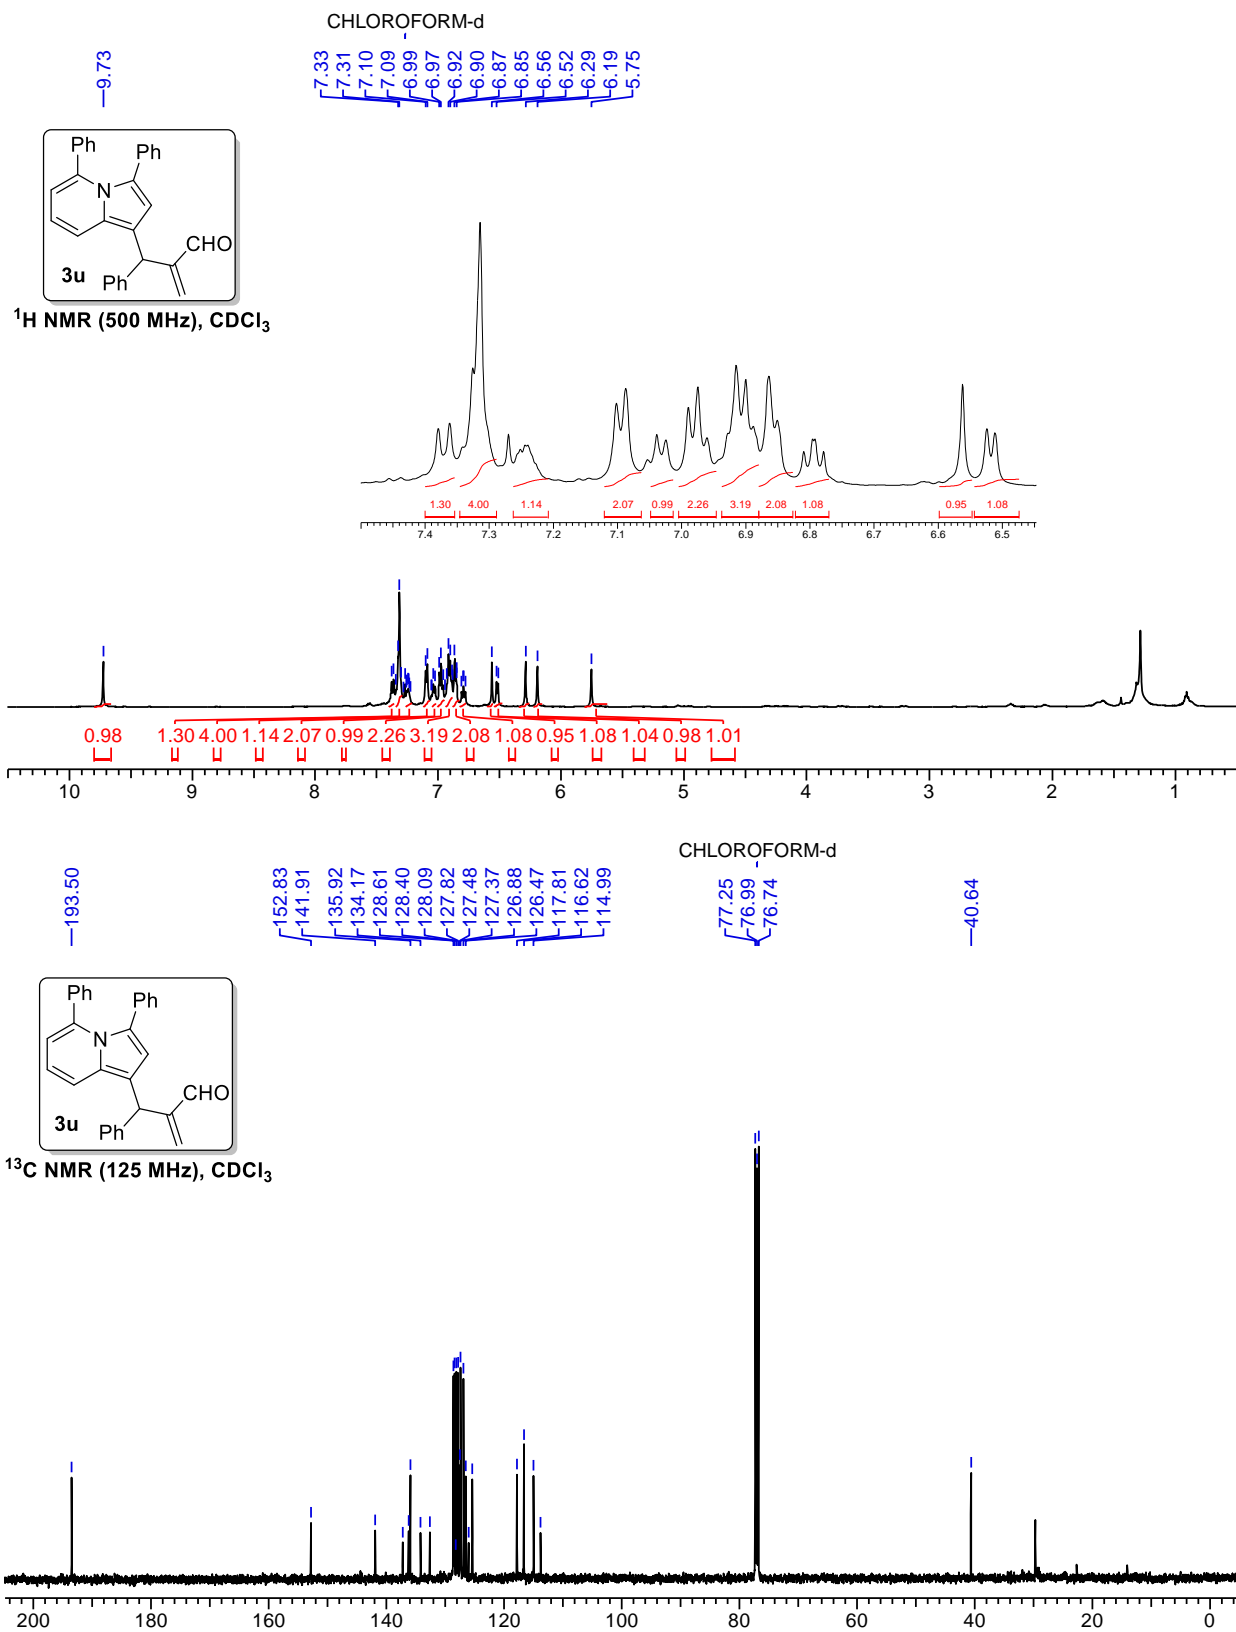 CHLOROFORM-d
9.73
7.33 7.31 7.10 7.09 6.99 6.97 6.92 6.90 6.87 6.85 6.56 6.52 6.29 6.19 5.75
Ph Ph
N
CHO
3u
Ph
¹H NMR (500 MHz), CDCl₃
1.30 4.00 1.14 2.07 0.99 2.26 3.19 2.08 1.08 0.95 1.08
7.4 7.3 7.2 7.1 7.0 6.9 6.8 6.7 6.6 6.5
0.98 1.30 4.00 1.14 2.07 0.99 2.26 3.19 2.08 1.08 0.95 1.08 1.04 0.98 1.01
10 9 8 7 6 5 4 3 2 1
CHLOROFORM-d
193.50
152.83 141.91 135.92 134.17 128.61 128.40 128.09 127.82 127.48 127.37 126.88 126.47 117.81 116.62 114.99
77.25 76.99 76.74
40.64
Ph Ph
N
CHO
3u
Ph
¹³C NMR (125 MHz), CDCl₃
200 180 160 140 120 100 80 60 40 20 0